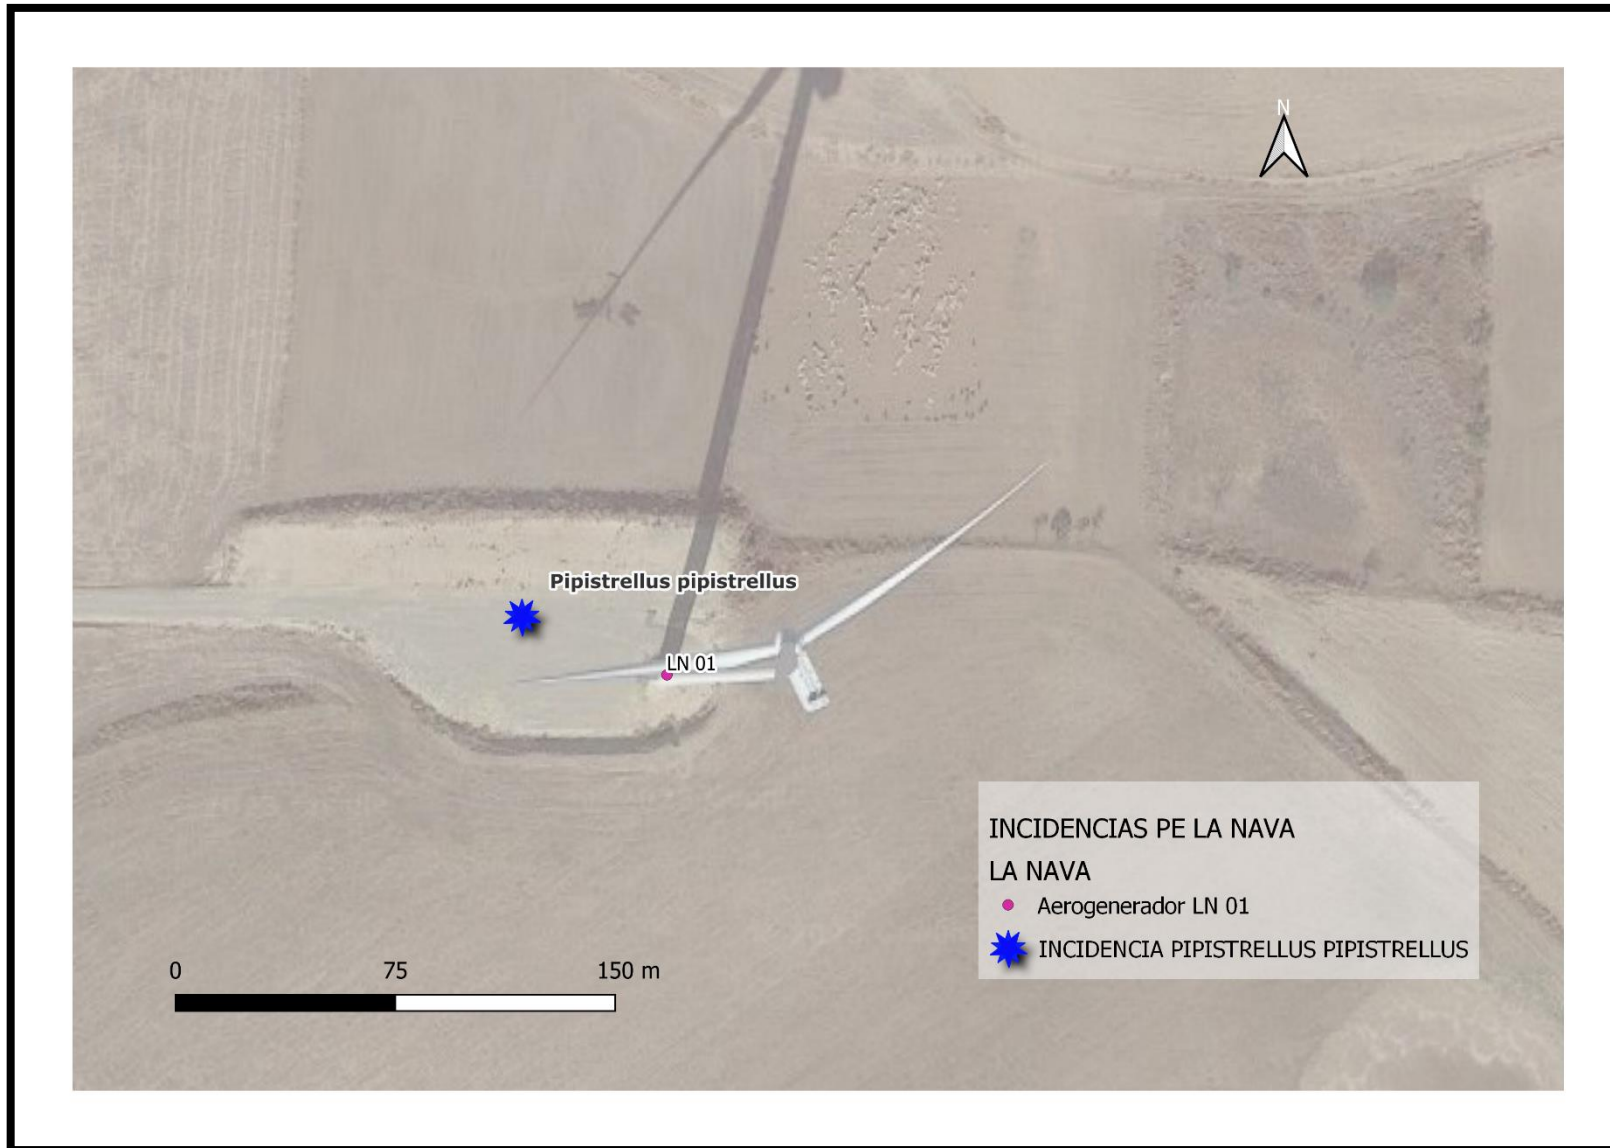 N
Pipistrellus pipistrellus
LN 01
INCIDENCIAS PE LA NAVA
LA NAVA
Aerogenerador LN 01
INCIDENCIA PIPISTRELLUS PIPISTRELLUS
0 75 150 m